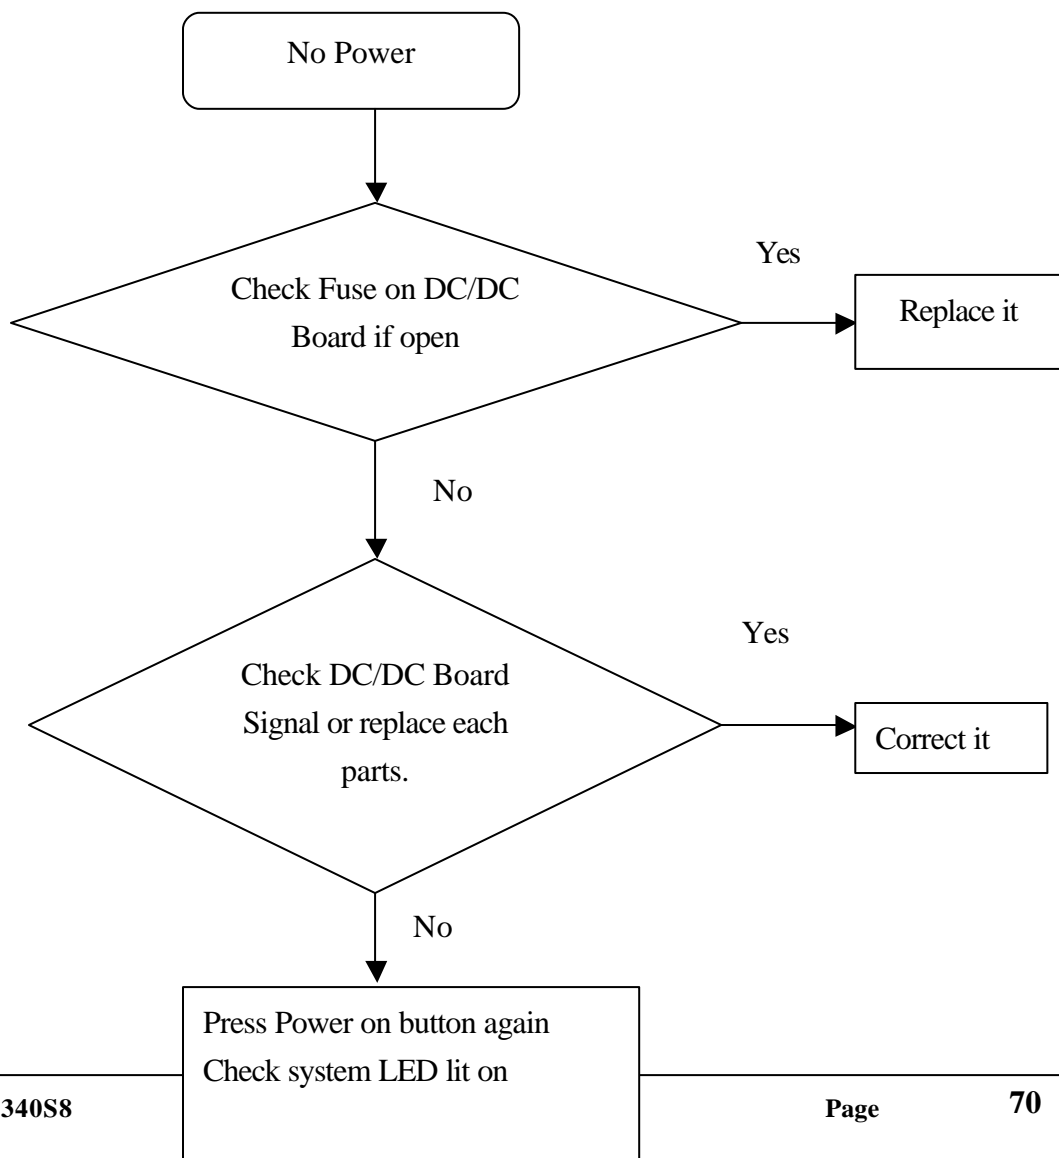 No Power
Check Fuse on DC/DC
Board if open
Yes
Replace it
No
Check DC/DC Board
Signal or replace each
parts.
Yes
Correct it
No
Press Power on button again
Check system LED lit on
340S8 Page 70